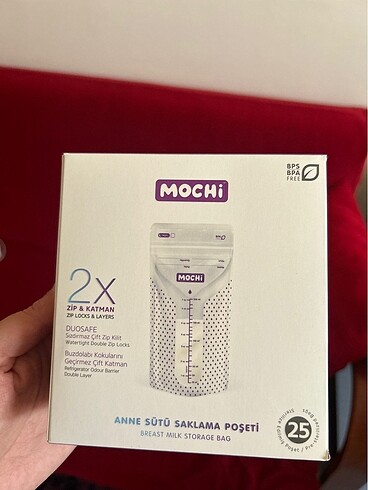 BPS
BPA
FREE
MOCHi
MOCHi
2X
ZİP & KATMAN
ZIP LOCKS & LAYERS
DUOSAFE
Sızdırmaz Çift Zip Kilit
Watertight Double Zip Locks
Buzdolabı Kokularını
Geçirmez Çift Katman
Refrigerator Odour Barrier
Double Layer
ANNE SÜTÜ SAKLAMA POŞETİ
BREAST MILK STORAGE BAG
25